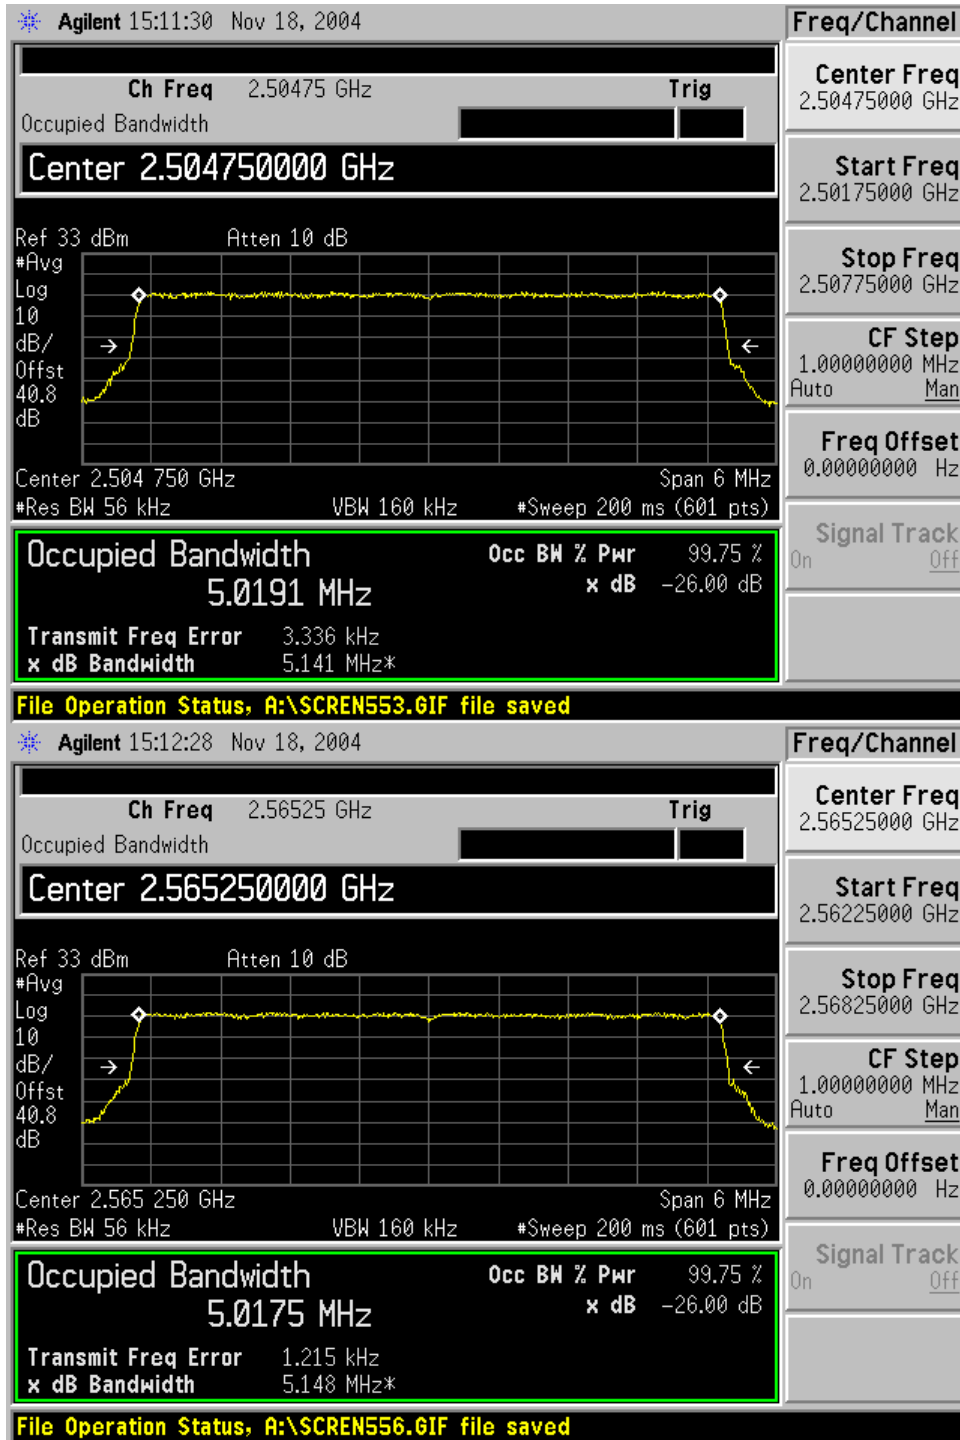 Agilent 15:11:30 Nov 18, 2004
Freq/Channel
Ch Freq 2.50475 GHz Trig
Occupied Bandwidth
Center 2.504750000 GHz
Center Freq
2.50475000 GHz
Start Freq
2.50175000 GHz
Stop Freq
2.50775000 GHz
CF Step
1.00000000 MHz
Auto Man
Freq Offset
0.00000000 Hz
Signal Track
On Off
Ref 33 dBm Atten 10 dB
#Avg
Log
10
dB/
Offst
40.8
dB
Center 2.504 750 GHz Span 6 MHz
#Res BW 56 kHz VBW 160 kHz #Sweep 200 ms (601 pts)
Occupied Bandwidth Occ BW % Pwr 99.75 %
5.0191 MHz x dB -26.00 dB
Transmit Freq Error 3.336 kHz
x dB Bandwidth 5.141 MHz*
File Operation Status, A:\SCREN553.GIF file saved
Agilent 15:12:28 Nov 18, 2004
Freq/Channel
Ch Freq 2.56525 GHz Trig
Occupied Bandwidth
Center 2.565250000 GHz
Center Freq
2.56525000 GHz
Start Freq
2.56225000 GHz
Stop Freq
2.56825000 GHz
CF Step
1.00000000 MHz
Auto Man
Freq Offset
0.00000000 Hz
Signal Track
On Off
Ref 33 dBm Atten 10 dB
#Avg
Log
10
dB/
Offst
40.8
dB
Center 2.565 250 GHz Span 6 MHz
#Res BW 56 kHz VBW 160 kHz #Sweep 200 ms (601 pts)
Occupied Bandwidth Occ BW % Pwr 99.75 %
5.0175 MHz x dB -26.00 dB
Transmit Freq Error 1.215 kHz
x dB Bandwidth 5.148 MHz*
File Operation Status, A:\SCREN556.GIF file saved